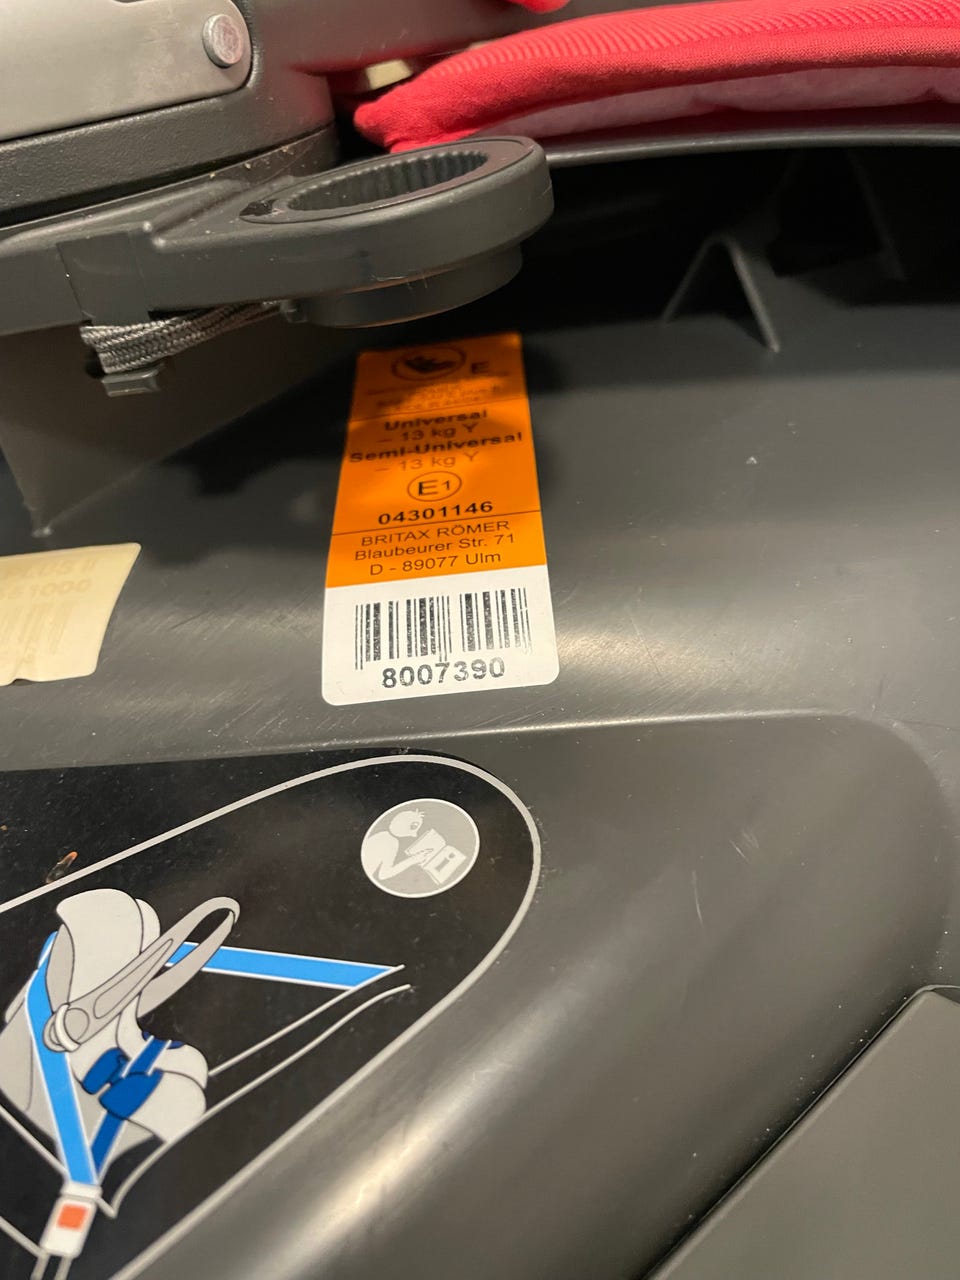 E
Universal
– 13 kg Y
Semi-Universal
– 13 kg Y
E1
04301146
BRITAX RÖMER
Blaubeurer Str. 71
D - 89077 Ulm
8007390